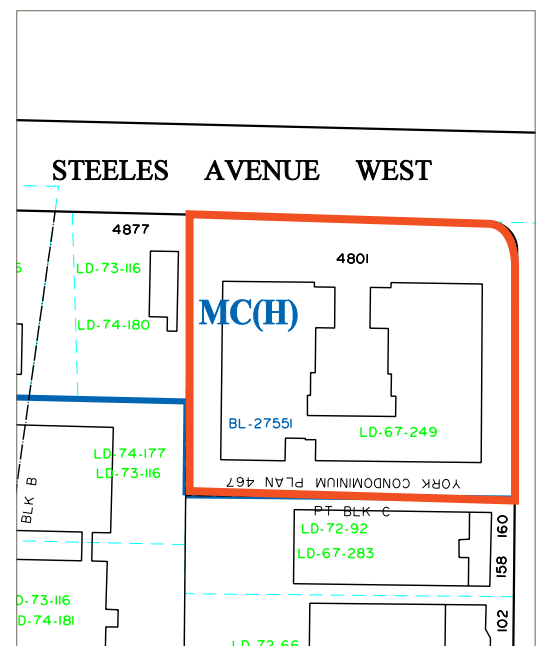 STEELES AVENUE WEST
4877
4801
LD-73-116
MC(H)
LD-74-180
BL-27551
LD-67-249
LD-74-177
LD-73-116
YORK CONDOMINIUM PLAN 467
BLK B
PT BLK C
LD-72-92
LD-67-283
160
158
D-73-116
D-74-181
102
LD-72-66